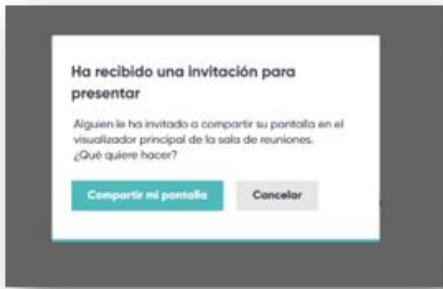 Ha recibido una invitación para
presentar
Alguien le ha invitado a compartir su pantalla en el
visualizador principal de la sala de reuniones.
¿Qué quiere hacer?
Compartir mi pantalla
Cancelar